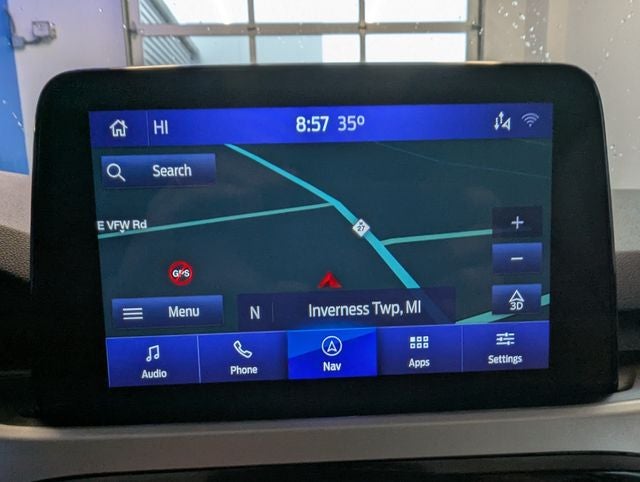 HI 8:57 35°
Search
E VFW Rd
M 27
+
GPS
−
3D
Menu N Inverness Twp, MI
Audio Phone Nav Apps Settings